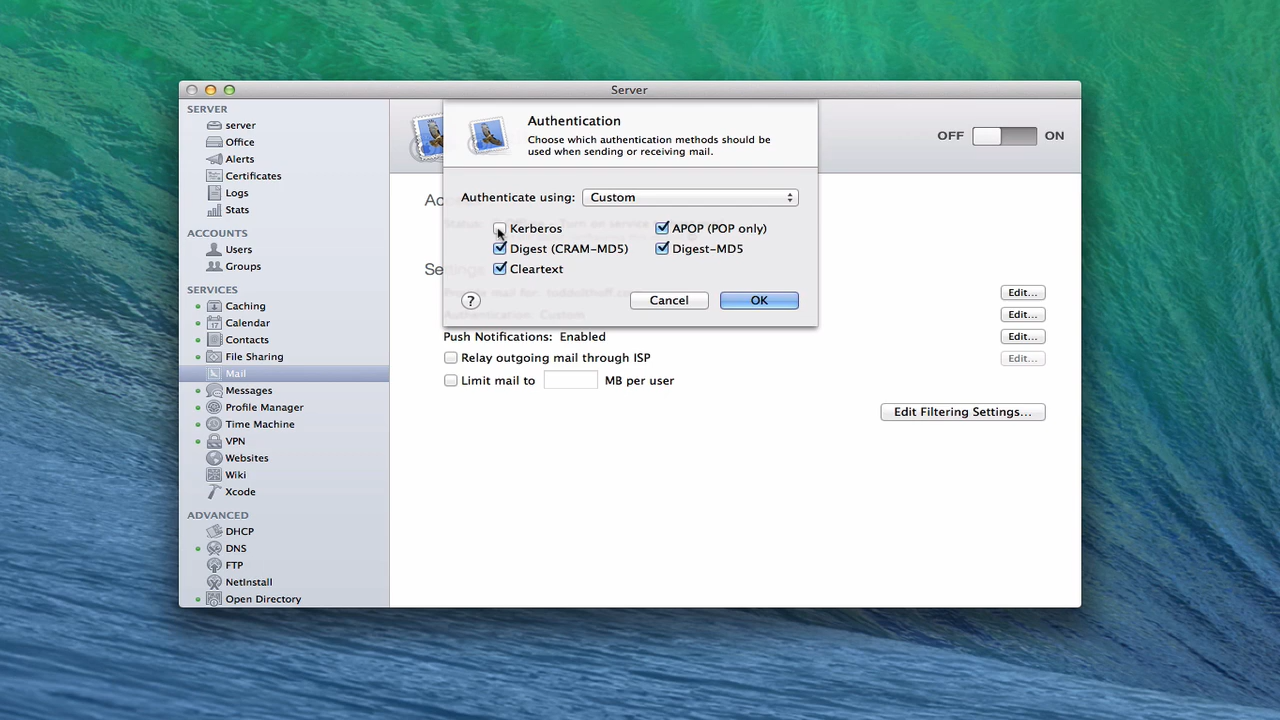 Server
SERVER
server
Office
Alerts
Certificates
Logs
Stats
ACCOUNTS
Users
Groups
SERVICES
Caching
Calendar
Contacts
File Sharing
Mail
Messages
Profile Manager
Time Machine
VPN
Websites
Wiki
Xcode
ADVANCED
DHCP
DNS
FTP
NetInstall
Open Directory
OFF ON
Authentication
Choose which authentication methods should be
used when sending or receiving mail.
Authenticate using: Custom
Kerberos APOP (POP only)
Digest (CRAM-MD5) Digest-MD5
Cleartext
? Cancel OK
Edit...
Authentication: Custom Edit...
Push Notifications: Enabled Edit...
Relay outgoing mail through ISP Edit...
Limit mail to MB per user
Edit Filtering Settings...